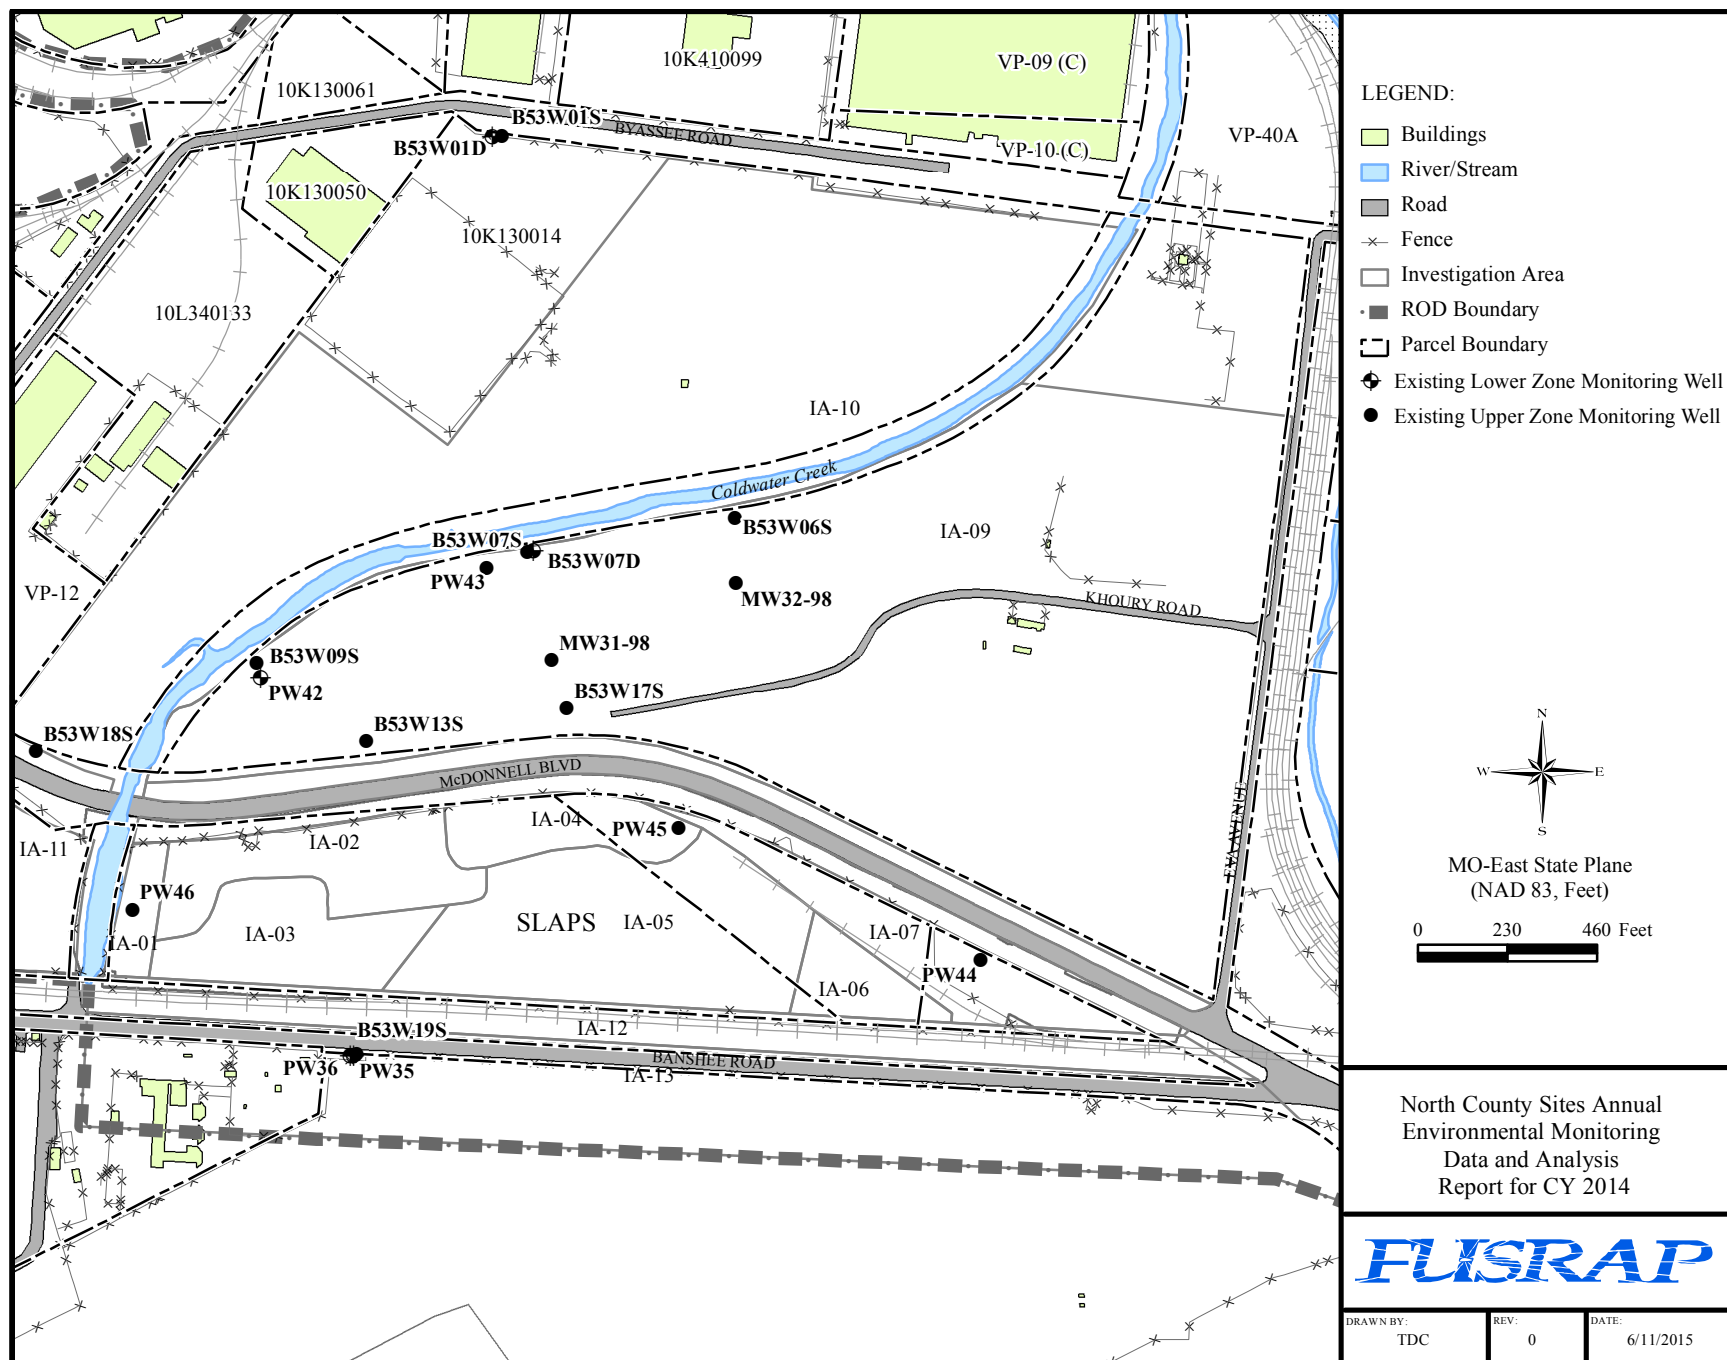 10K410099
VP-09 (C)
10K130061
B53W01S
BYASSEE ROAD
B53W01D
VP-10 (C)
VP-40A
10K130050
10K130014
10L340133
IA-10
Coldwater Creek
B53W06S
IA-09
B53W07S
B53W07D
PW43
VP-12
MW32-98
KHOURY ROAD
MW31-98
B53W09S
PW42
B53W17S
B53W13S
B53W18S
McDONNELL BLVD
EVA AVENUE
IA-04
PW45
IA-02
IA-11
PW46
SLAPS
IA-05
IA-07
IA-03
IA-01
PW44
IA-06
B53W19S
IA-12
PW36
PW35
BANSHEE ROAD
IA-13
LEGEND:
Buildings
River/Stream
Road
Fence
Investigation Area
ROD Boundary
Parcel Boundary
Existing Lower Zone Monitoring Well
Existing Upper Zone Monitoring Well
N
W E
S
MO-East State Plane
(NAD 83, Feet)
0 230 460 Feet
North County Sites Annual
Environmental Monitoring
Data and Analysis
Report for CY 2014
FUSRAP
DRAWN BY: REV: DATE:
TDC 0 6/11/2015